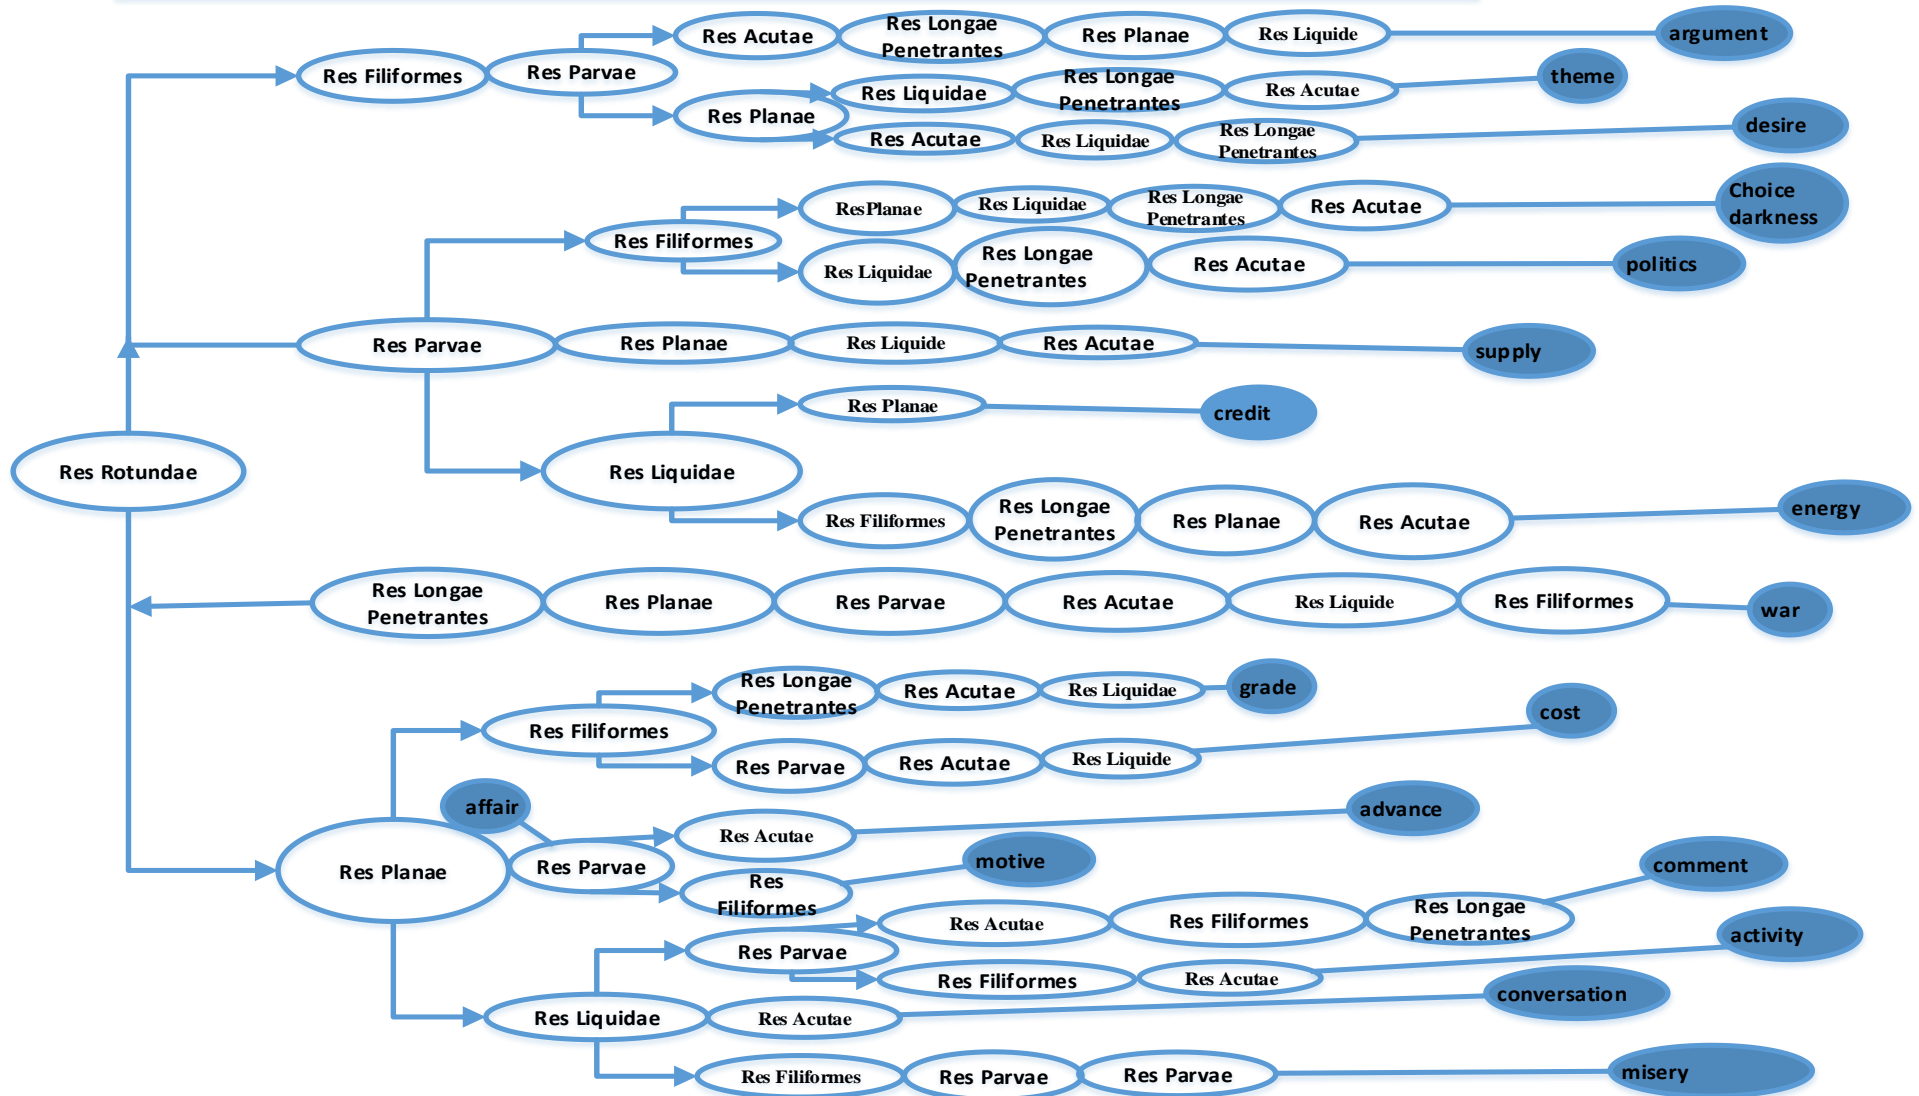 Res Acutae
Res Longae
Penetrantes
Res Planae
Res Liquide
argument
Res Filiformes
Res Parvae
Res Planae
Res Liquidae
Res Longae
Penetrantes
Res Acutae
theme
Res Acutae
Res Liquidae
Res Longae
Penetrantes
desire
Res Filiformes
ResPlanae
Res Liquidae
Res Longae
Penetrantes
Res Acutae
Choice
darkness
Res Liquidae
Res Longae
Penetrantes
Res Acutae
politics
Res Parvae
Res Planae
Res Liquide
Res Acutae
supply
Res Planae
credit
Res Rotundae
Res Liquidae
Res Filiformes
Res Longae
Penetrantes
Res Planae
Res Acutae
energy
Res Longae
Penetrantes
Res Planae
Res Parvae
Res Acutae
Res Liquide
Res Filiformes
war
Res Filiformes
Res Longae
Penetrantes
Res Acutae
Res Liquidae
grade
Res Parvae
Res Acutae
Res Liquide
cost
affair
Res Planae
Res Parvae
Res Acutae
advance
Res
Filiformes
motive
Res Parvae
Res Acutae
Res Filiformes
Res Longae
Penetrantes
comment
Res Filiformes
Res Acutae
activity
Res Liquidae
Res Acutae
conversation
Res Filiformes
Res Parvae
Res Parvae
misery